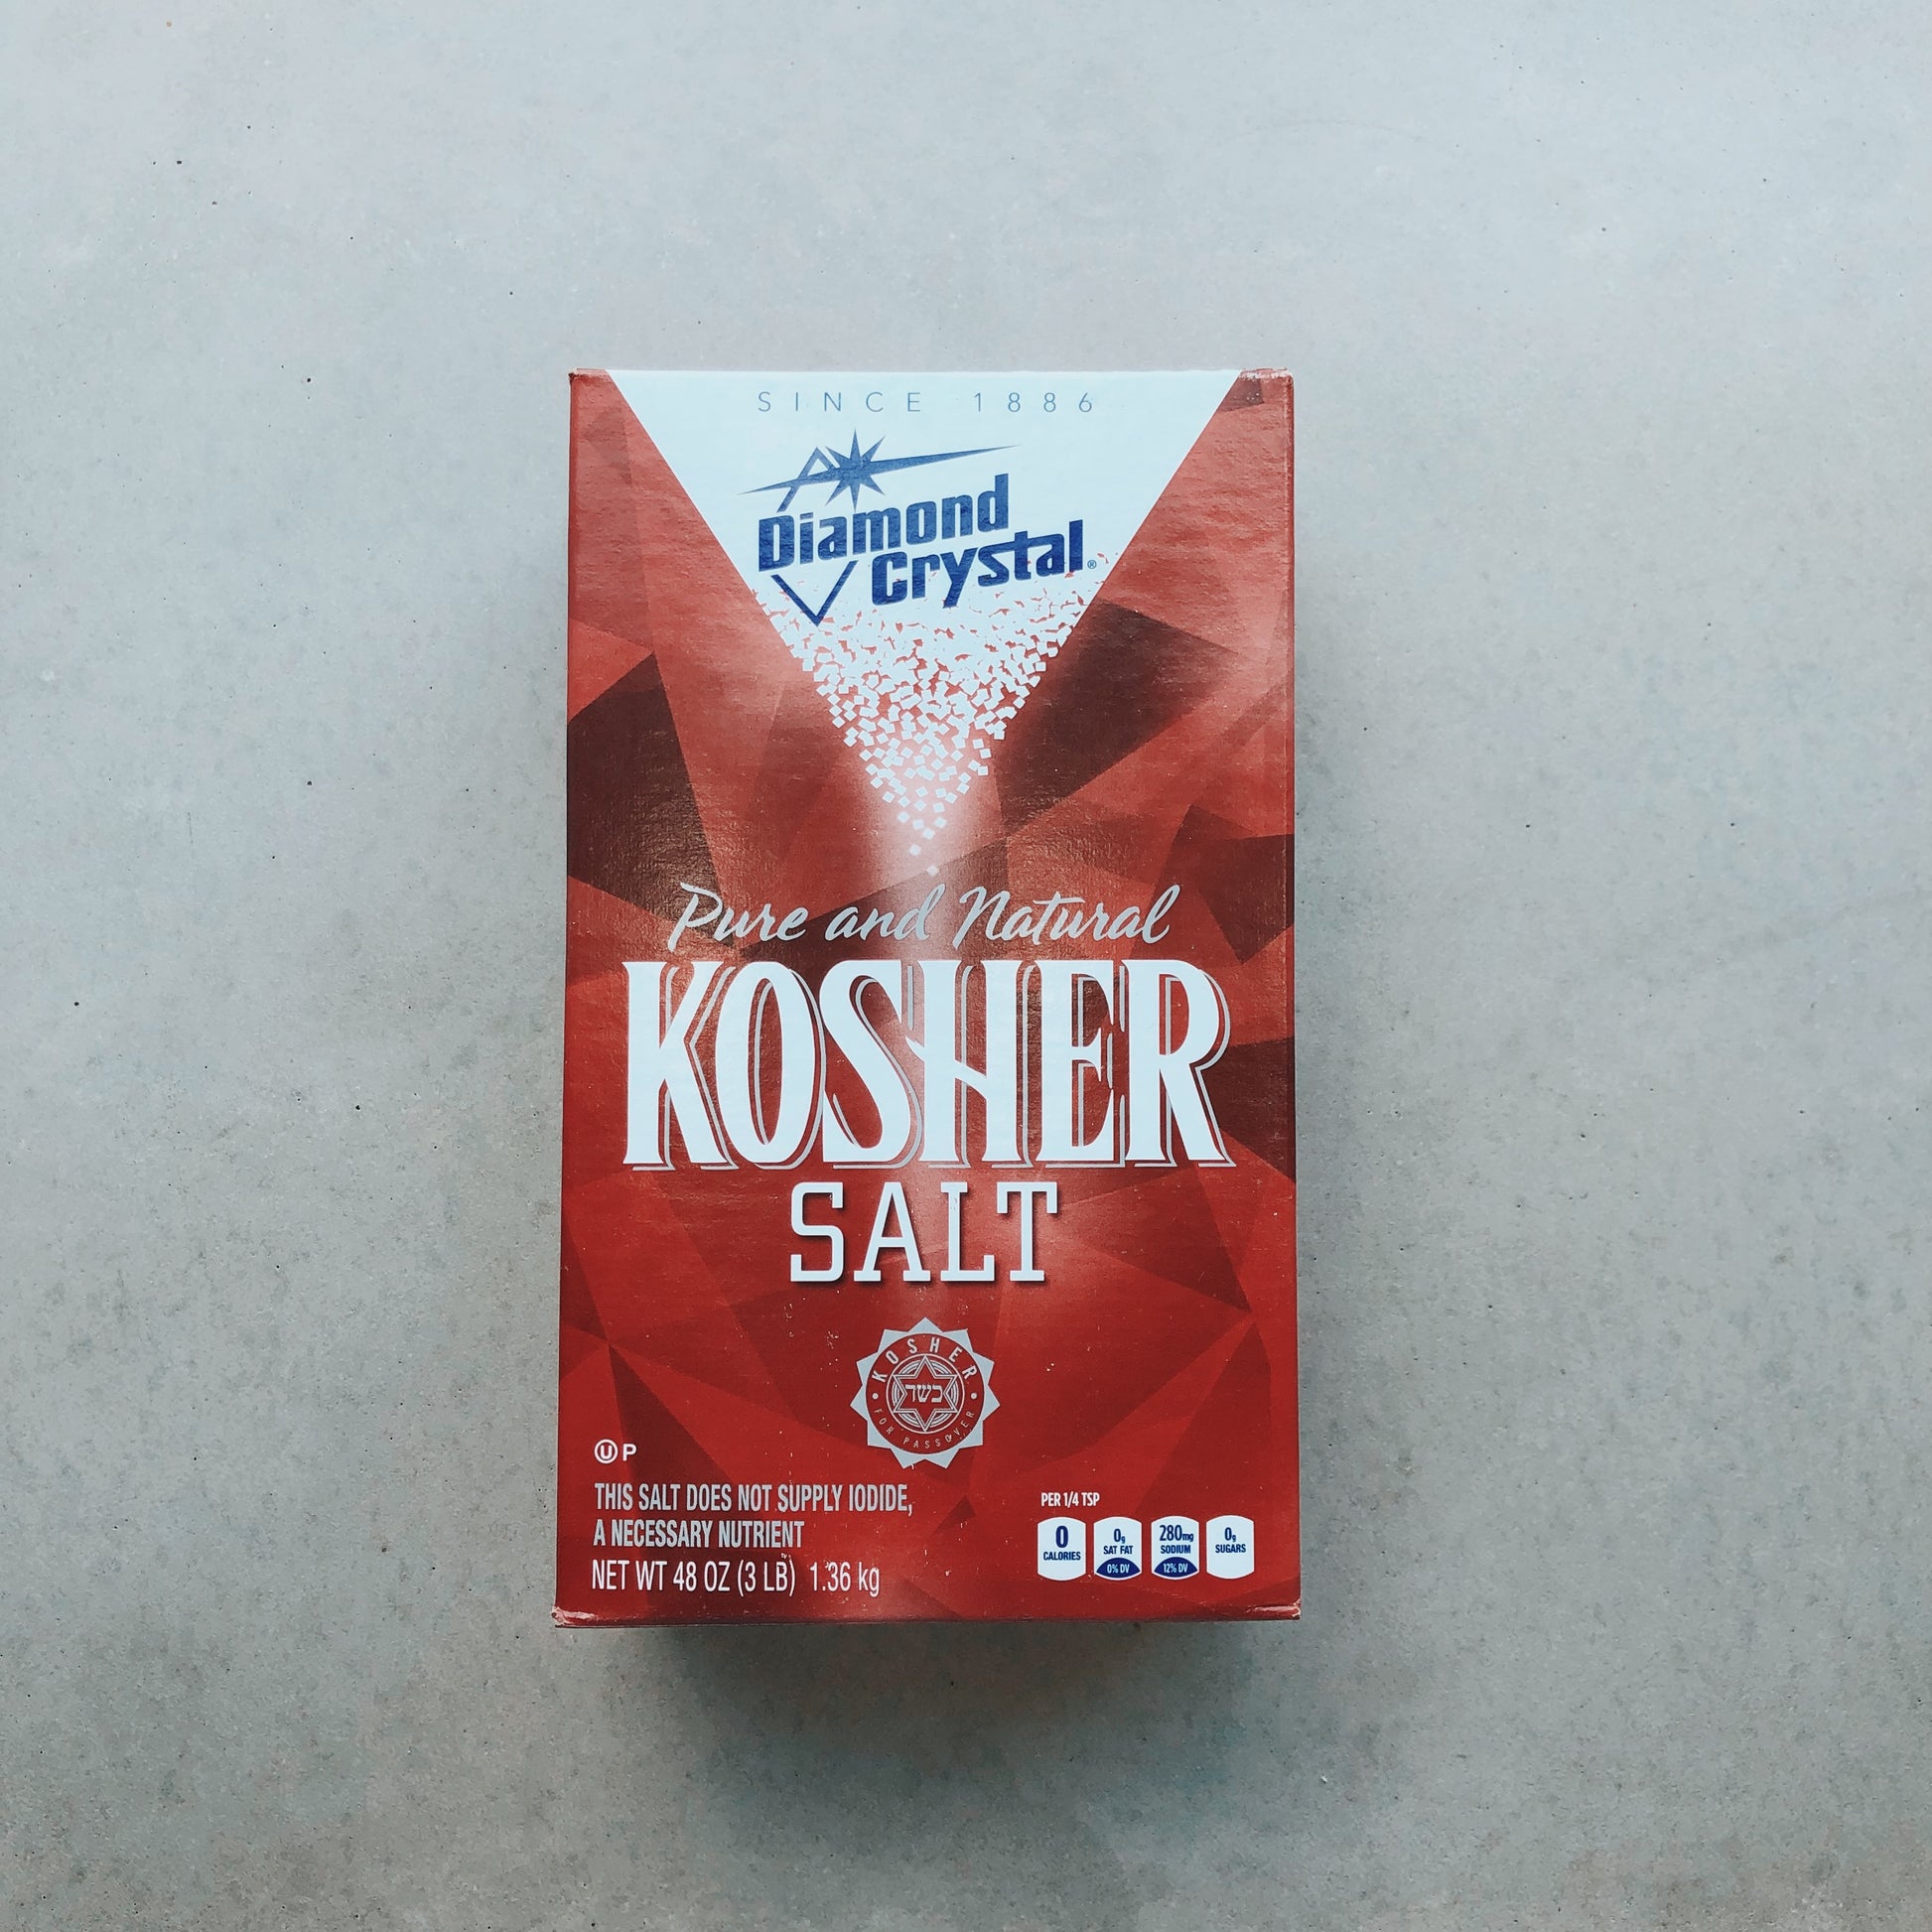 SINCE 1886
Diamond
Crystal®
Pure and Natural
KOSHER
SALT
KOSHER
כשר
• FOR PASSOVER •
Ⓤ P
THIS SALT DOES NOT SUPPLY IODIDE,
A NECESSARY NUTRIENT
NET WT 48 OZ (3 LB) 1.36 kg
PER 1/4 TSP
0 CALORIES
0g SAT FAT 0% DV
280mg SODIUM 12% DV
0g SUGARS